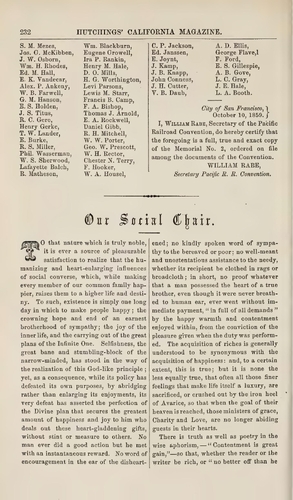 232
HUTCHINGS' CALIFORNIA MAGAZINE.
S. M. Mezes,
Jas. C. McKibben,
J. W. Osborn,
Wm. H. Rhodes,
Ed. M. Hall,
E. K. Vandevar,
Alex. P. Ankeny,
W. B. Farwell,
G. M. Hanson,
R. S. Holden,
J. S. Titus,
R. C. Gere,
Henry Gerke,
T. W. Lander,
E. Burke,
R. S. Miller,
Phil. Wasserman,
W. S. Sherwood,
Lafayette Balch,
R. Matheson,
Wm. Blackburn,
Eugene Crowell,
Ira P. Rankin,
Henry M. Hale,
D. O. Mills,
H. G. Worthington,
Levi Parsons,
Lewis M. Starr,
Francis B. Camp,
F. A. Bishop,
Thomas J. Arnold,
E. A. Rockwell,
Daniel Gibb,
R. H. Mitchell,
W. W. Porter,
Geo. W. Prescott,
W. H. Rector,
Chester N. Terry,
F. Hooker,
W. A. Houxel,
C. P. Jackson,
Ed. Janssen,
E. Joynt,
J. Kamp,
J. B. Knapp,
John Conness,
J. H. Cutter,
V. B. Daub,
A. D. Ellis,
George Flavel,
F. Ford,
E. S. Gillespie,
A. B. Gove,
L. C. Gray,
J. E. Hale,
L. A. Booth.
City of San Francisco,
October 10, 1859.
I, WILLIAM RABE, Secretary of the Pacific
Railroad Convention, do hereby certify that
the foregoing is a full, true and exact copy
of the Memorial No. 2, ordered on file
among the documents of the Convention.
WILLIAM RABE,
Secretary Pacific R. R. Convention.
Our Social Chair.
TO that nature which is truly noble,
it is ever a source of pleasurable
satisfaction to realize that the hu-
manizing and heart-enlarging influences
of social converse, which, while making
every member of our common family hap-
pier, raises them to a higher life and desti-
ny. To such, existence is simply one long
day in which to make people happy; the
crowning hope and end of an earnest
brotherhood of sympathy; the joy of the
inner life, and the carrying out of the great
plans of the Infinite One. Selfishness, the
great bane and stumbling-block of the
narrow-minded, has stood in the way of
the realization of this God-like principle;
yet, as a consequence, while its policy has
defeated its own purposes, by abridging
rather than enlarging its enjoyments, its
very defeat has asserted the perfection of
the Divine plan that secures the greatest
amount of happiness and joy to him who
deals out these heart-gladdening gifts,
without stint or measure to others. No
man ever did a good action but he met
with an instantaneous reward. No word of
encouragement in the ear of the disheart-
ened; no kindly spoken word of sympa-
thy to the bereaved or poor; no well-meant
and unostentatious assistance to the needy,
whether its recipient be clothed in rags or
broadcloth; in short, no proof whatever
that a man possessed the heart of a true
brother, even though it were never breath-
ed to human ear, ever went without im-
mediate payment, "in full of all demands"
by the happy warmth and contentment
enjoyed within, from the conviction of the
pleasure given when the duty was perform-
ed. The acquisition of riches is generally
understood to be synonymous with the
acquisition of happiness: and, to a certain
extent, this is true; but it is none the
less equally true, that often all those finer
feelings that make life itself a luxury, are
sacrificed, or crushed out by the iron heel
of Avarice, so that when the goal of their
heaven is reached, those ministers of grace,
Charity and Love, are no longer abiding
guests in their hearts.
There is truth as well as poetry in the
wise aphorism,—"Contentment is great
gain,"—so that, whether the reader or the
writer be rich, or "no better off than he